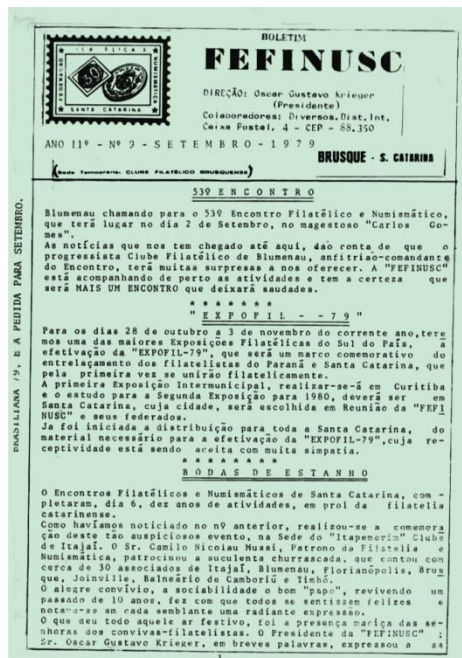 BOLETIM
FEFINUSC
FILATÉLICA E
FEDERAÇÃO
NUMISMÁTICA
30
SANTA CATARINA
DIREÇÃO: Oscar Gustavo Krieger
(Presidente)
Colaboradores: Diversos.Dist.Int.
Caixa Postal, 4 - CEP - 88.350
ANO IIº - Nº 9 - SETEMBRO - 1979
BRUSQUE - S. CATARINA
(Sede Temporária: CLUBE FILATÉLICO BRUSQUENSE)
BRASILIANA 79, É A PEDIDA PARA SETEMBRO.
53º ENCONTRO
Blumenau chamando para o 53º Encontro Filatélico e Numismático,
que terá lugar no dia 2 de Setembro, no magestoso "Carlos Go-
mes".
As notícias que nos tem chegado até aqui, dão conta de que o
progressista Clube Filatélico de Blumenau, anfitrião-comandante
do Encontro, terá muitas surpresas a nos oferecer. A "FEFINUSC"
está acompanhando de perto as atividades e tem a certeza que
será MAIS UM ENCONTRO que deixará saudades.
* * * * * * *
" EXPOFIL - -79 "
Para os dias 28 de outubro a 3 de novembro do corrente ano,tere
mos uma das maiores Exposições Filatélicas do Sul do País, a
efetivação da "EXPOFIL-79", que será um marco comemorativo do
entrelaçamento dos filatelistas do Paraná e Santa Catarina, que
pela primeira vez se unirão filatelicamente.
A primeira Exposição Intermunicipal, realizar-se-á em Curitiba
e o estudo para a Segunda Exposição para 1980, deverá ser em
Santa Catarina, cuja cidade, será escolhida em Reunião da "FEFI
NUSC" e seus federados.
Ja foi iniciada a distribuição para toda a Santa Catarina, do
material necessário para a efetivação da "EXPOFIL-79",cuja re-
ceptividade está sendo aceita com muita simpatia.
* * * * * * * *
BODAS DE ESTANHO
O Encontros Filatélicos e Numismáticos de Santa Catarina, com -
pletaram, dia 6, dez anos de atividades, em prol da filatelia
catarinense.
Como havíamos noticiado no nº anterior, realizou-se a comemora
ção deste tão auspicioso evento, na Sede do "Itapemerim" Clube
de Itajaí. O Sr. Camilo Nicolau Mussi, Patrono da Filatelia e
Numismática, patrocinou a suculenta churrascada, que contou com
cerca de 30 associados de Itajaí, Blumenau, Florianópolis, Brus
que, Joinville, Balneário de Camboriú e Timbó.
O alegre convívio, a sociabilidade o bom "papo", revivendo um
passado de 10 anos, fez com que todos se sentissem felizes e
notava-se em cada semblante uma radiante expressão.
O que deu todo aquele ar festivo, foi a presença maciça das se-
nhoras dos convivas-filatelistas. O Presidente da "FEFINUSC" ;
Sr. Oscar Gustavo Krieger, em breves palavras, expressou a sa